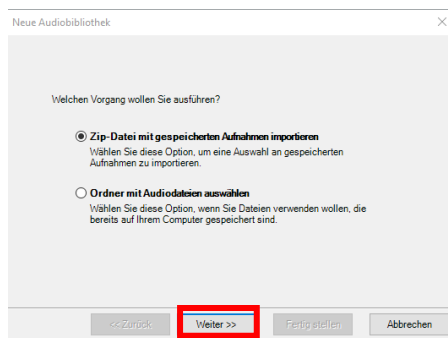 Neue Audiobibliothek
Welchen Vorgang wollen Sie ausführen?
Zip-Datei mit gespeicherten Aufnahmen importieren
Wählen Sie diese Option, um eine Auswahl an gespeicherten
Aufnahmen zu importieren.
Ordner mit Audiodateien auswählen
Wählen Sie diese Option, wenn Sie Dateien verwenden wollen, die
bereits auf Ihrem Computer gespeichert sind.
<< Zurück Weiter >> Fertig stellen Abbrechen